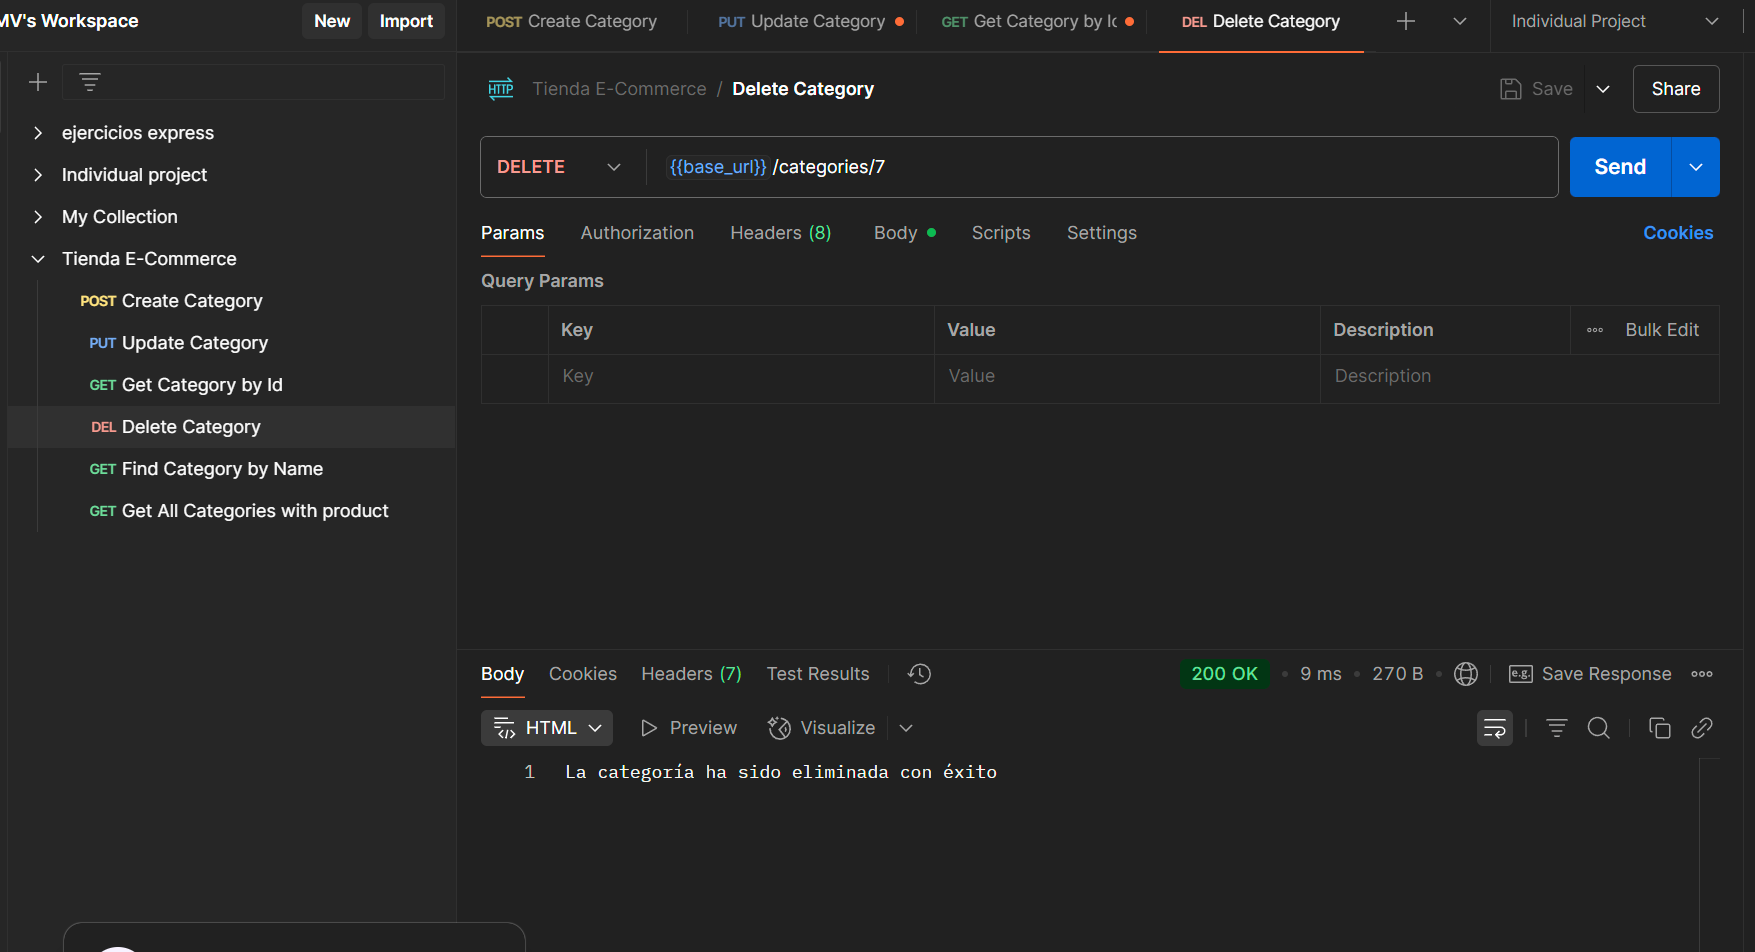 MV's Workspace
New
Import
POST Create Category
PUT Update Category
GET Get Category by Ic
DEL Delete Category
Individual Project
ejercicios express
Individual project
My Collection
Tienda E-Commerce
POST Create Category
PUT Update Category
GET Get Category by Id
DEL Delete Category
GET Find Category by Name
GET Get All Categories with product
HTTP Tienda E-Commerce / Delete Category
Save
Share
DELETE
{{base_url}} /categories/7
Send
Params
Authorization
Headers (8)
Body
Scripts
Settings
Cookies
Query Params
Key
Value
Description
Bulk Edit
Key
Value
Description
Body
Cookies
Headers (7)
Test Results
200 OK
9 ms
270 B
e.g. Save Response
HTML
Preview
Visualize
1 La categoría ha sido eliminada con éxito